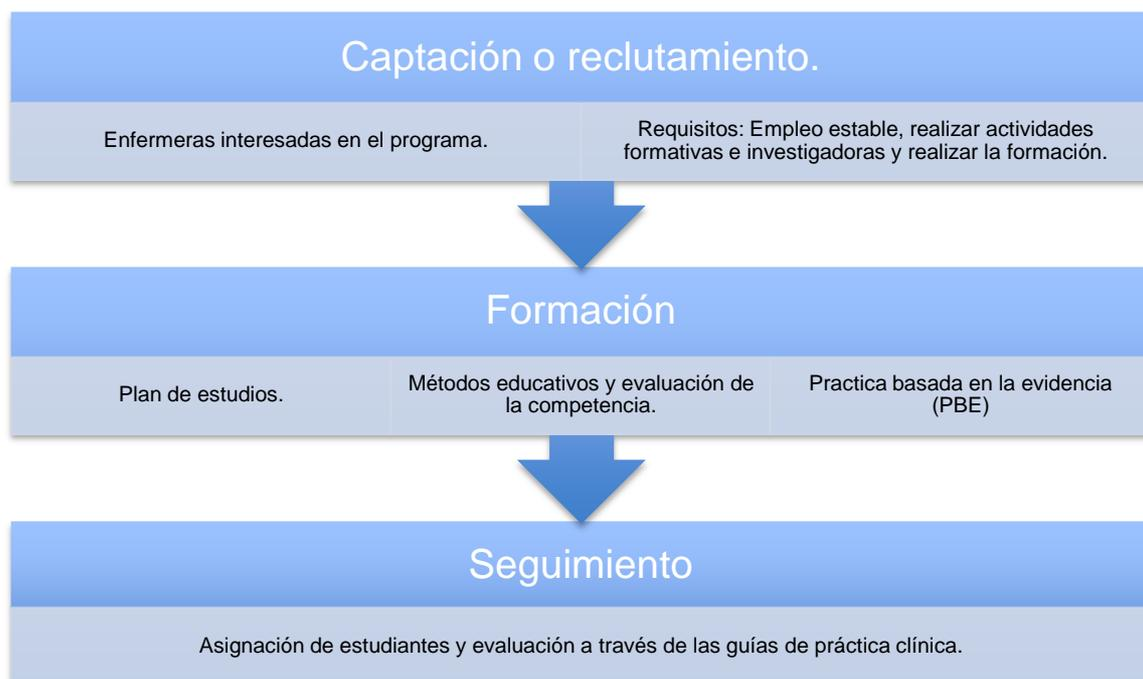 Captación o reclutamiento.
Enfermeras interesadas en el programa.
Requisitos: Empleo estable, realizar actividades
formativas e investigadoras y realizar la formación.
Formación
Plan de estudios.
Métodos educativos y evaluación de
la competencia.
Practica basada en la evidencia
(PBE)
Seguimiento
Asignación de estudiantes y evaluación a través de las guías de práctica clínica.